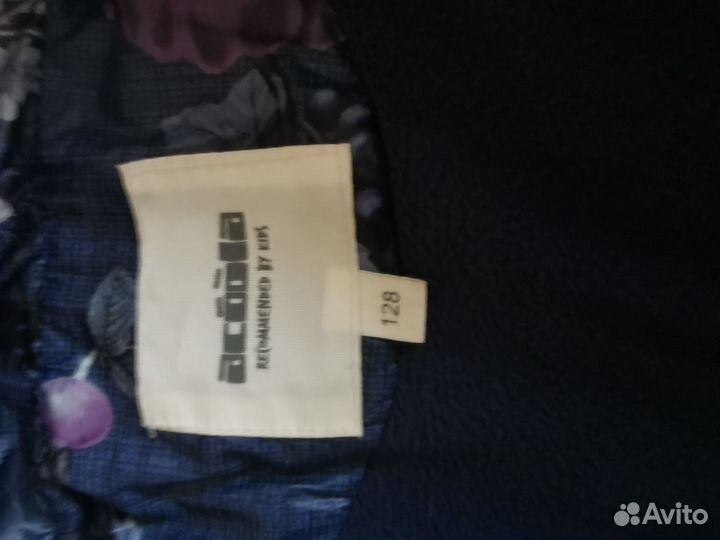 acoola
RECOMMENDED BY KIDS
128
Avito